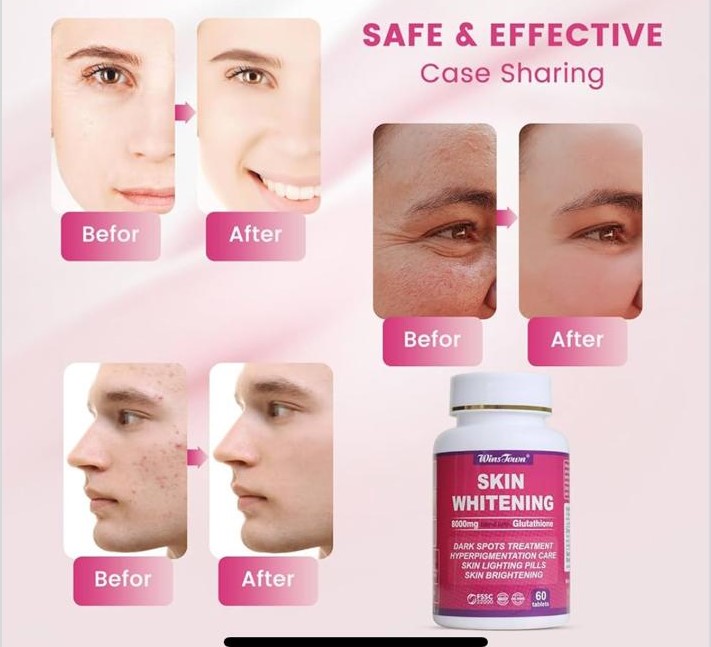 SAFE & EFFECTIVE
Case Sharing
Befor
After
Befor
After
Befor
After
Wins Town®
SKIN
WHITENING
8000mg
Glutathione
DARK SPOTS TREATMENT
HYPERPIGMENTATION CARE
SKIN LIGHTING PILLS
SKIN BRIGHTENING
FSSC
22000
60
tablets